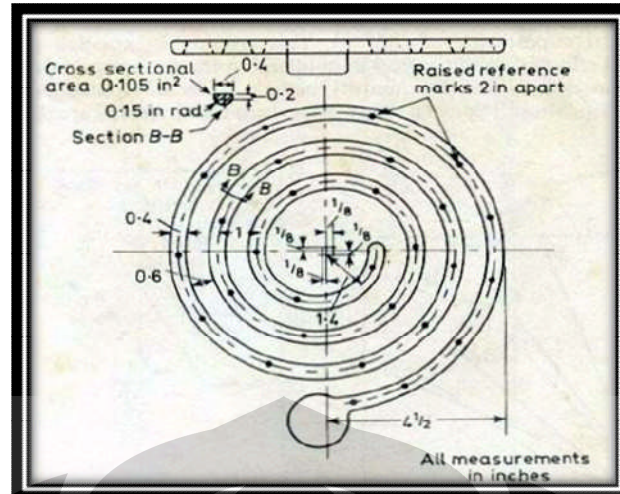 0·4
Cross sectional
area 0·105 in²
0·2
0·15 in rad.
Section B-B
Raised reference
marks 2 in apart
B
B
1/8
0·4
1
1/8
1/8
0·6
1/8
1·4
4 1/2
All measurements
in inches